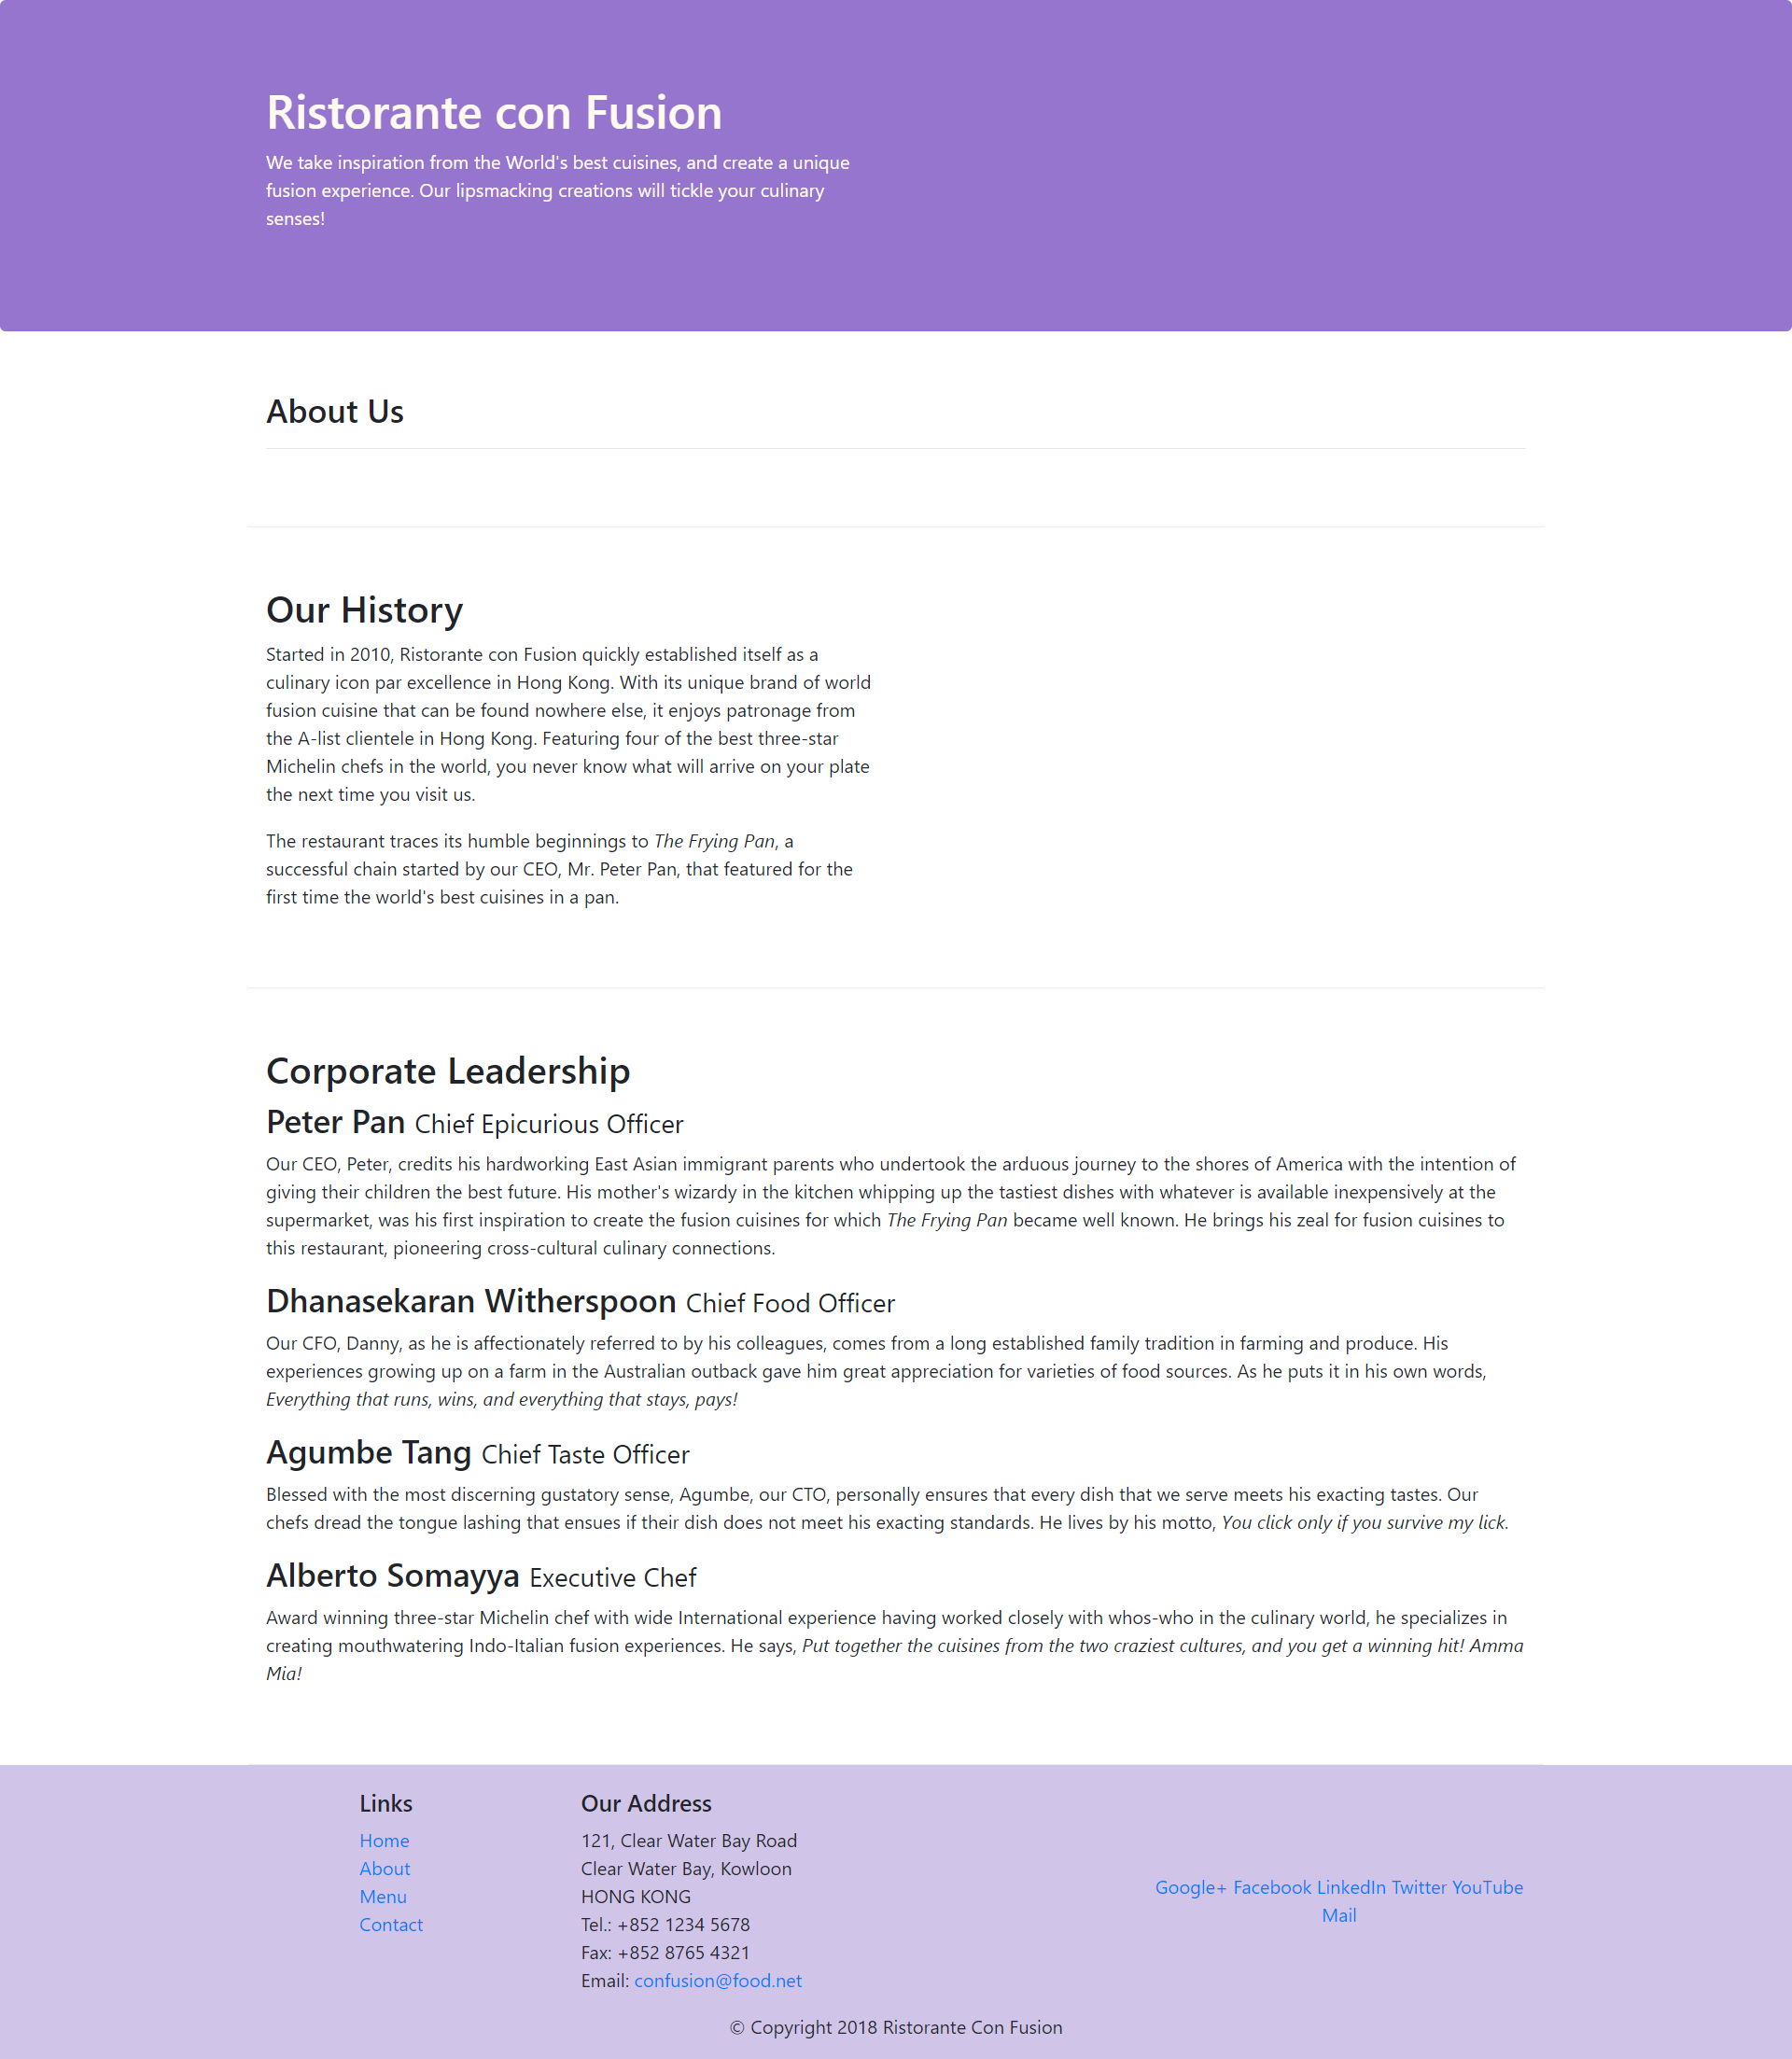 Ristorante con Fusion
We take inspiration from the World's best cuisines, and create a unique
fusion experience. Our lipsmacking creations will tickle your culinary
senses!
About Us
Our History
Started in 2010, Ristorante con Fusion quickly established itself as a
culinary icon par excellence in Hong Kong. With its unique brand of world
fusion cuisine that can be found nowhere else, it enjoys patronage from
the A-list clientele in Hong Kong. Featuring four of the best three-star
Michelin chefs in the world, you never know what will arrive on your plate
the next time you visit us.
The restaurant traces its humble beginnings to The Frying Pan, a
successful chain started by our CEO, Mr. Peter Pan, that featured for the
first time the world's best cuisines in a pan.
Corporate Leadership
Peter Pan Chief Epicurious Officer
Our CEO, Peter, credits his hardworking East Asian immigrant parents who undertook the arduous journey to the shores of America with the intention of
giving their children the best future. His mother's wizardy in the kitchen whipping up the tastiest dishes with whatever is available inexpensively at the
supermarket, was his first inspiration to create the fusion cuisines for which The Frying Pan became well known. He brings his zeal for fusion cuisines to
this restaurant, pioneering cross-cultural culinary connections.
Dhanasekaran Witherspoon Chief Food Officer
Our CFO, Danny, as he is affectionately referred to by his colleagues, comes from a long established family tradition in farming and produce. His
experiences growing up on a farm in the Australian outback gave him great appreciation for varieties of food sources. As he puts it in his own words,
Everything that runs, wins, and everything that stays, pays!
Agumbe Tang Chief Taste Officer
Blessed with the most discerning gustatory sense, Agumbe, our CTO, personally ensures that every dish that we serve meets his exacting tastes. Our
chefs dread the tongue lashing that ensues if their dish does not meet his exacting standards. He lives by his motto, You click only if you survive my lick.
Alberto Somayya Executive Chef
Award winning three-star Michelin chef with wide International experience having worked closely with whos-who in the culinary world, he specializes in
creating mouthwatering Indo-Italian fusion experiences. He says, Put together the cuisines from the two craziest cultures, and you get a winning hit! Amma
Mia!
Links
Home
About
Menu
Contact
Our Address
121, Clear Water Bay Road
Clear Water Bay, Kowloon
HONG KONG
Tel.: +852 1234 5678
Fax: +852 8765 4321
Email: confusion@food.net
Google+ Facebook LinkedIn Twitter YouTube
Mail
© Copyright 2018 Ristorante Con Fusion